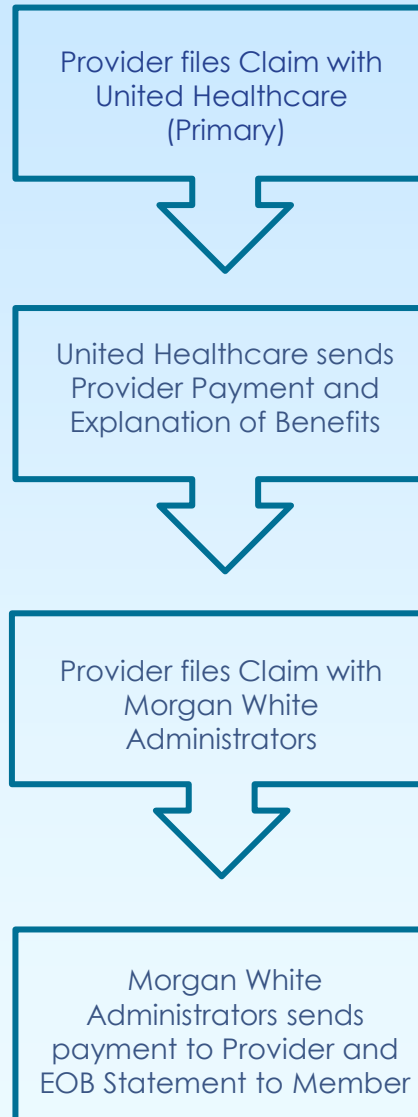 Provider files Claim with
United Healthcare
(Primary)
United Healthcare sends
Provider Payment and
Explanation of Benefits
Provider files Claim with
Morgan White
Administrators
Morgan White
Administrators sends
payment to Provider and
EOB Statement to Member